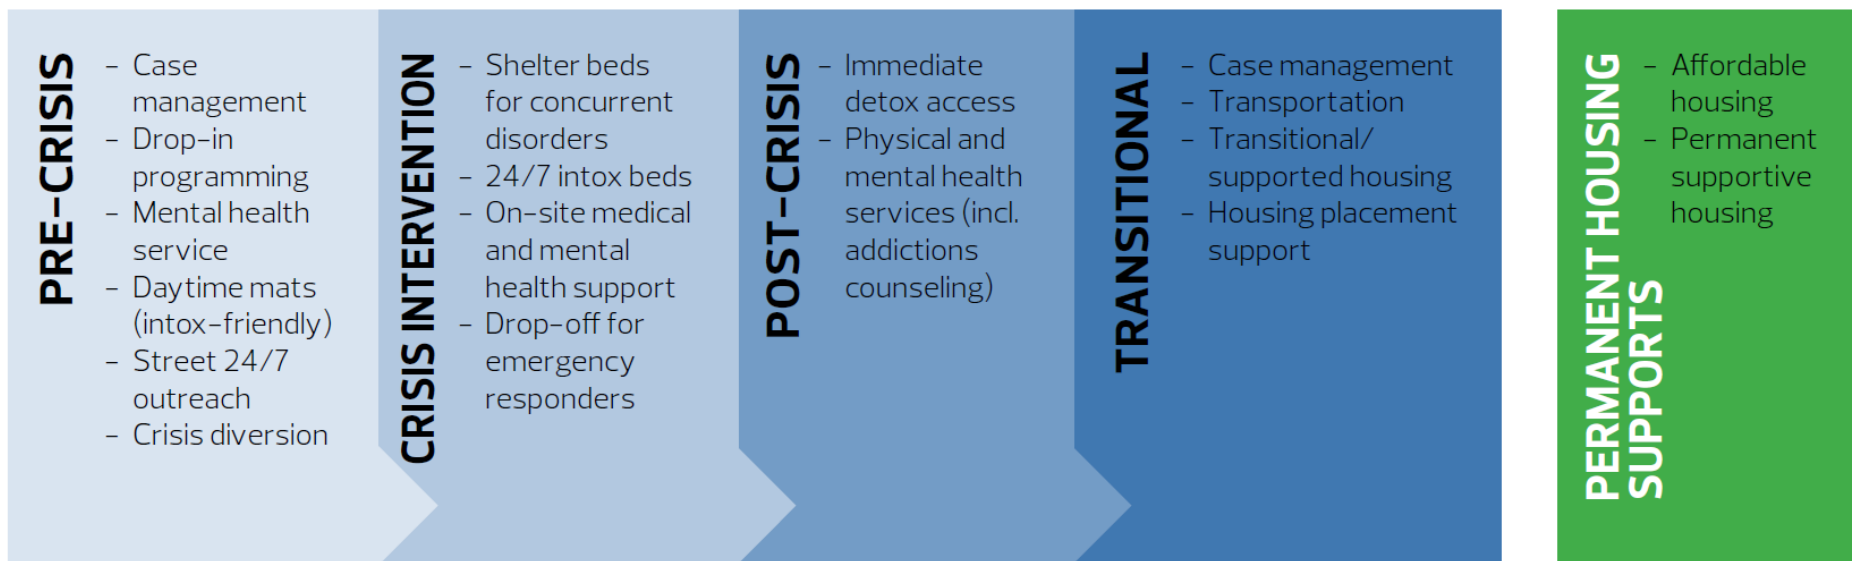 PRE-CRISIS
– Case
management
– Drop-in
programming
– Mental health
service
– Daytime mats
(intox-friendly)
– Street 24/7
outreach
– Crisis diversion
CRISIS INTERVENTION
– Shelter beds
for concurrent
disorders
– 24/7 intox beds
– On-site medical
and mental
health support
– Drop-off for
emergency
responders
POST-CRISIS
– Immediate
detox access
– Physical and
mental health
services (incl.
addictions
counseling)
TRANSITIONAL
– Case management
– Transportation
– Transitional/
supported housing
– Housing placement
support
PERMANENT HOUSING
SUPPORTS
– Affordable
housing
– Permanent
supportive
housing